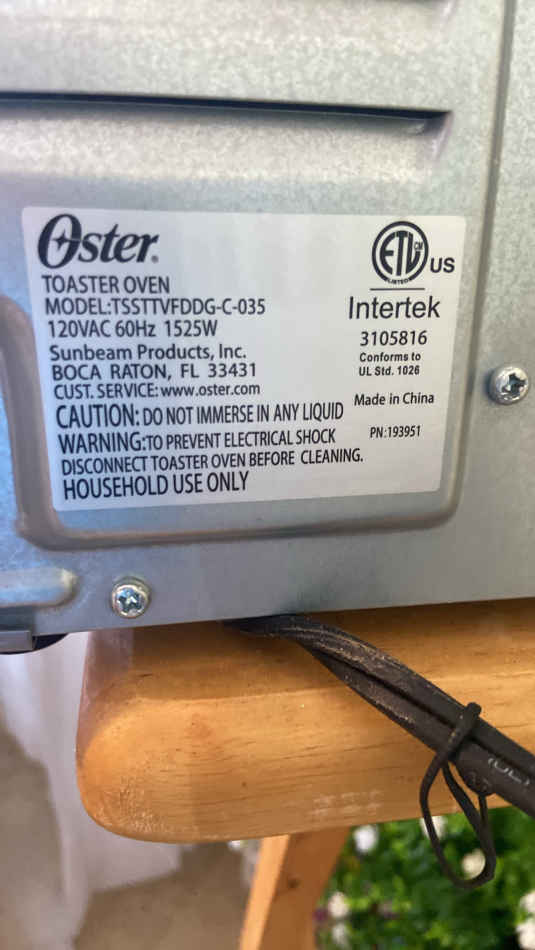 Oster®
TOASTER OVEN
MODEL:TSSTTVFDDG-C-035
120VAC 60Hz 1525W
Sunbeam Products, Inc.
BOCA RATON, FL 33431
CUST. SERVICE: www.oster.com
CAUTION: DO NOT IMMERSE IN ANY LIQUID
WARNING:TO PREVENT ELECTRICAL SHOCK
DISCONNECT TOASTER OVEN BEFORE CLEANING.
HOUSEHOLD USE ONLY
ETL CM
LISTED
US
Intertek
3105816
Conforms to
UL Std. 1026
Made in China
PN:193951